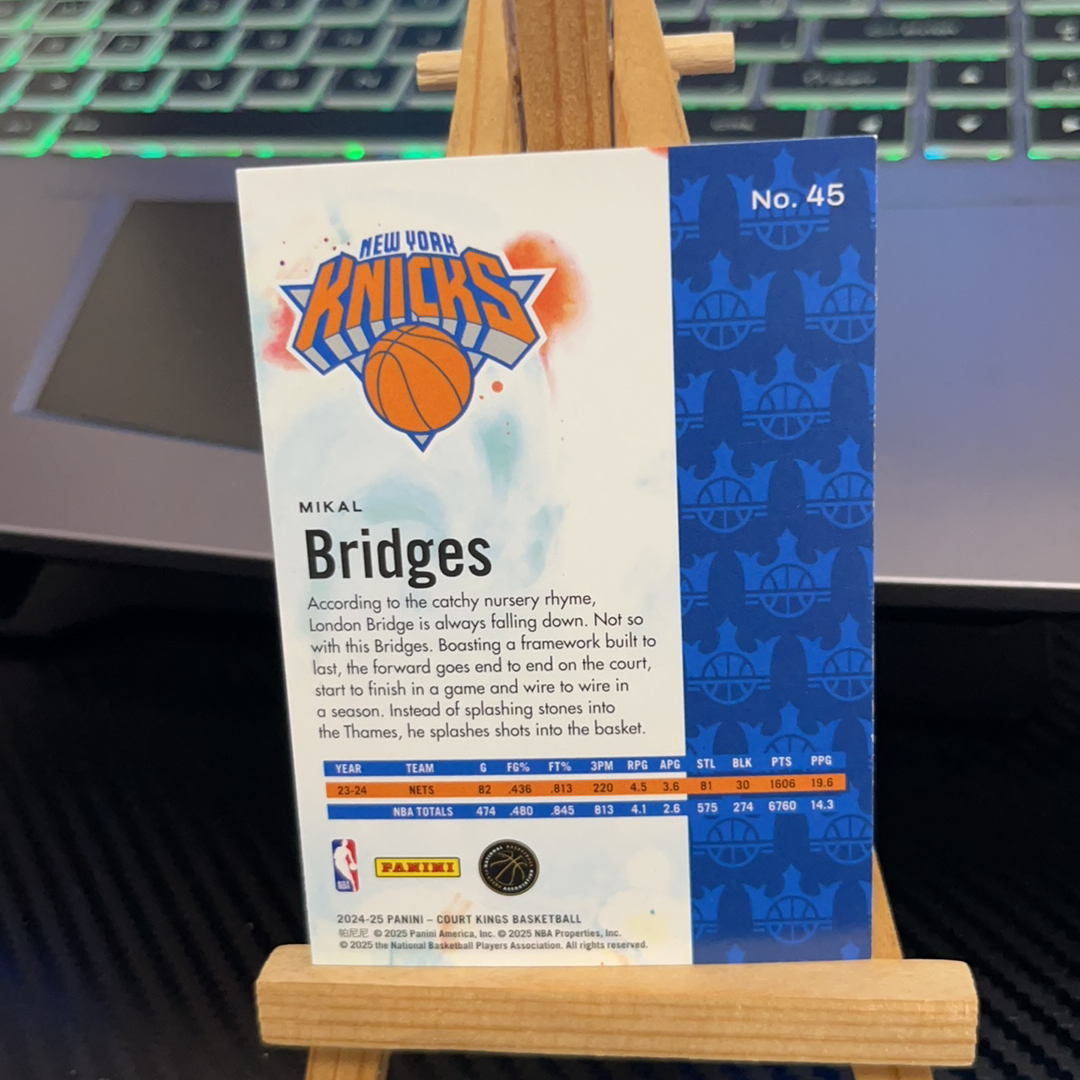 No. 45
NEW YORK
KNICKS
MIKAL
Bridges
According to the catchy nursery rhyme,
London Bridge is always falling down. Not so
with this Bridges. Boasting a framework built to
last, the forward goes end to end on the court,
start to finish in a game and wire to wire in
a season. Instead of splashing stones into
the Thames, he splashes shots into the basket.
YEAR TEAM G FG% FT% 3PM RPG APG STL BLK PTS PPG
23-24 NETS 82 .436 .813 220 4.5 3.6 81 30 1606 19.6
NBA TOTALS 474 .480 .845 813 4.1 2.6 575 274 6760 14.3
NBA
PANINI
2024-25 PANINI – COURT KINGS BASKETBALL
帕尼尼 © 2025 Panini America, Inc. © 2025 NBA Properties, Inc.
© 2025 the National Basketball Players Association. All rights reserved.